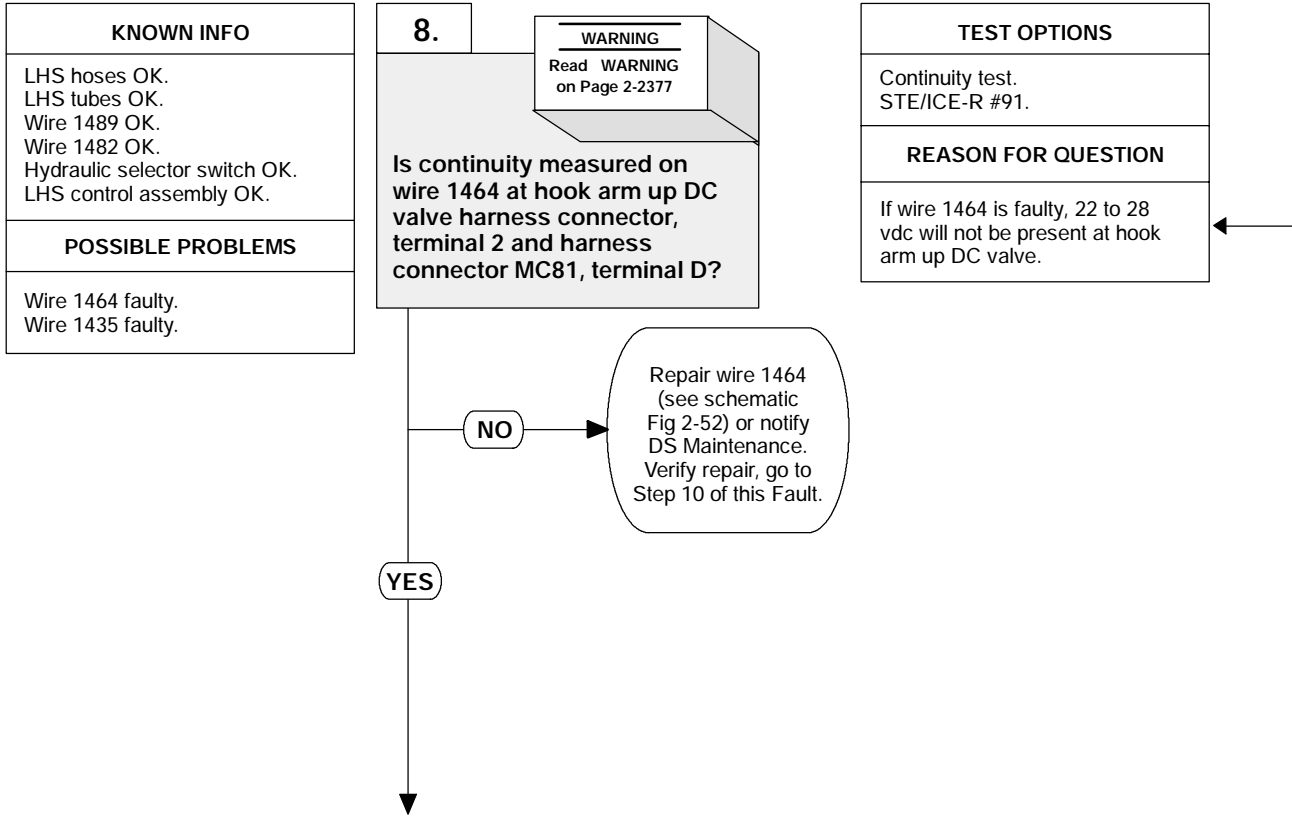 KNOWN INFO
LHS hoses OK.
LHS tubes OK.
Wire 1489 OK.
Wire 1482 OK.
Hydraulic selector switch OK.
LHS control assembly OK.
POSSIBLE PROBLEMS
Wire 1464 faulty.
Wire 1435 faulty.
8.
WARNING
Read WARNING
on Page 2-2377
Is continuity measured on
wire 1464 at hook arm up DC
valve harness connector,
terminal 2 and harness
connector MC81, terminal D?
TEST OPTIONS
Continuity test.
STE/ICE-R #91.
REASON FOR QUESTION
If wire 1464 is faulty, 22 to 28
vdc will not be present at hook
arm up DC valve.
NO
Repair wire 1464
(see schematic
Fig 2-52) or notify
DS Maintenance.
Verify repair, go to
Step 10 of this Fault.
YES